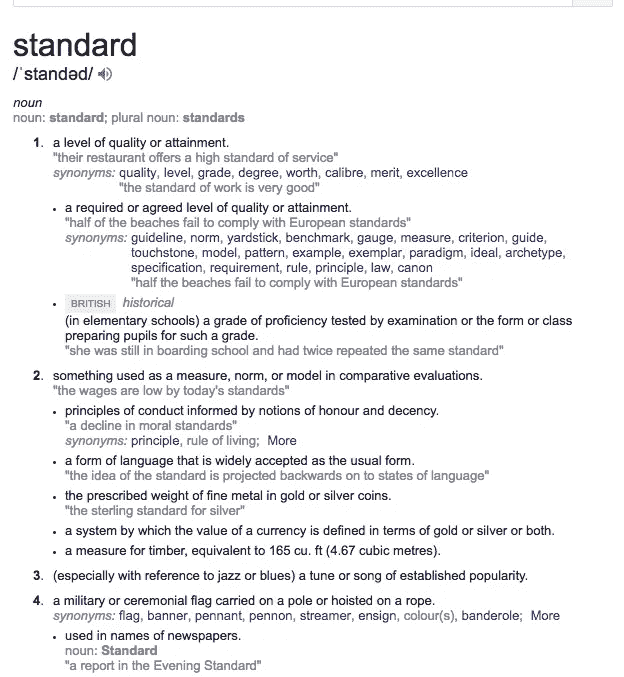 standard
/ˈstandəd/
noun
noun: standard; plural noun: standards
1. a level of quality or attainment.
"their restaurant offers a high standard of service"
synonyms: quality, level, grade, degree, worth, calibre, merit, excellence
"the standard of work is very good"
• a required or agreed level of quality or attainment.
"half of the beaches fail to comply with European standards"
synonyms: guideline, norm, yardstick, benchmark, gauge, measure, criterion, guide,
touchstone, model, pattern, example, exemplar, paradigm, ideal, archetype,
specification, requirement, rule, principle, law, canon
"half the beaches fail to comply with European standards"
• BRITISH historical
(in elementary schools) a grade of proficiency tested by examination or the form or class
preparing pupils for such a grade.
"she was still in boarding school and had twice repeated the same standard"
2. something used as a measure, norm, or model in comparative evaluations.
"the wages are low by today's standards"
• principles of conduct informed by notions of honour and decency.
"a decline in moral standards"
synonyms: principle, rule of living; More
• a form of language that is widely accepted as the usual form.
"the idea of the standard is projected backwards on to states of language"
• the prescribed weight of fine metal in gold or silver coins.
"the sterling standard for silver"
• a system by which the value of a currency is defined in terms of gold or silver or both.
• a measure for timber, equivalent to 165 cu. ft (4.67 cubic metres).
3. (especially with reference to jazz or blues) a tune or song of established popularity.
4. a military or ceremonial flag carried on a pole or hoisted on a rope.
synonyms: flag, banner, pennant, pennon, streamer, ensign, colour(s), banderole; More
• used in names of newspapers.
noun: Standard
"a report in the Evening Standard"